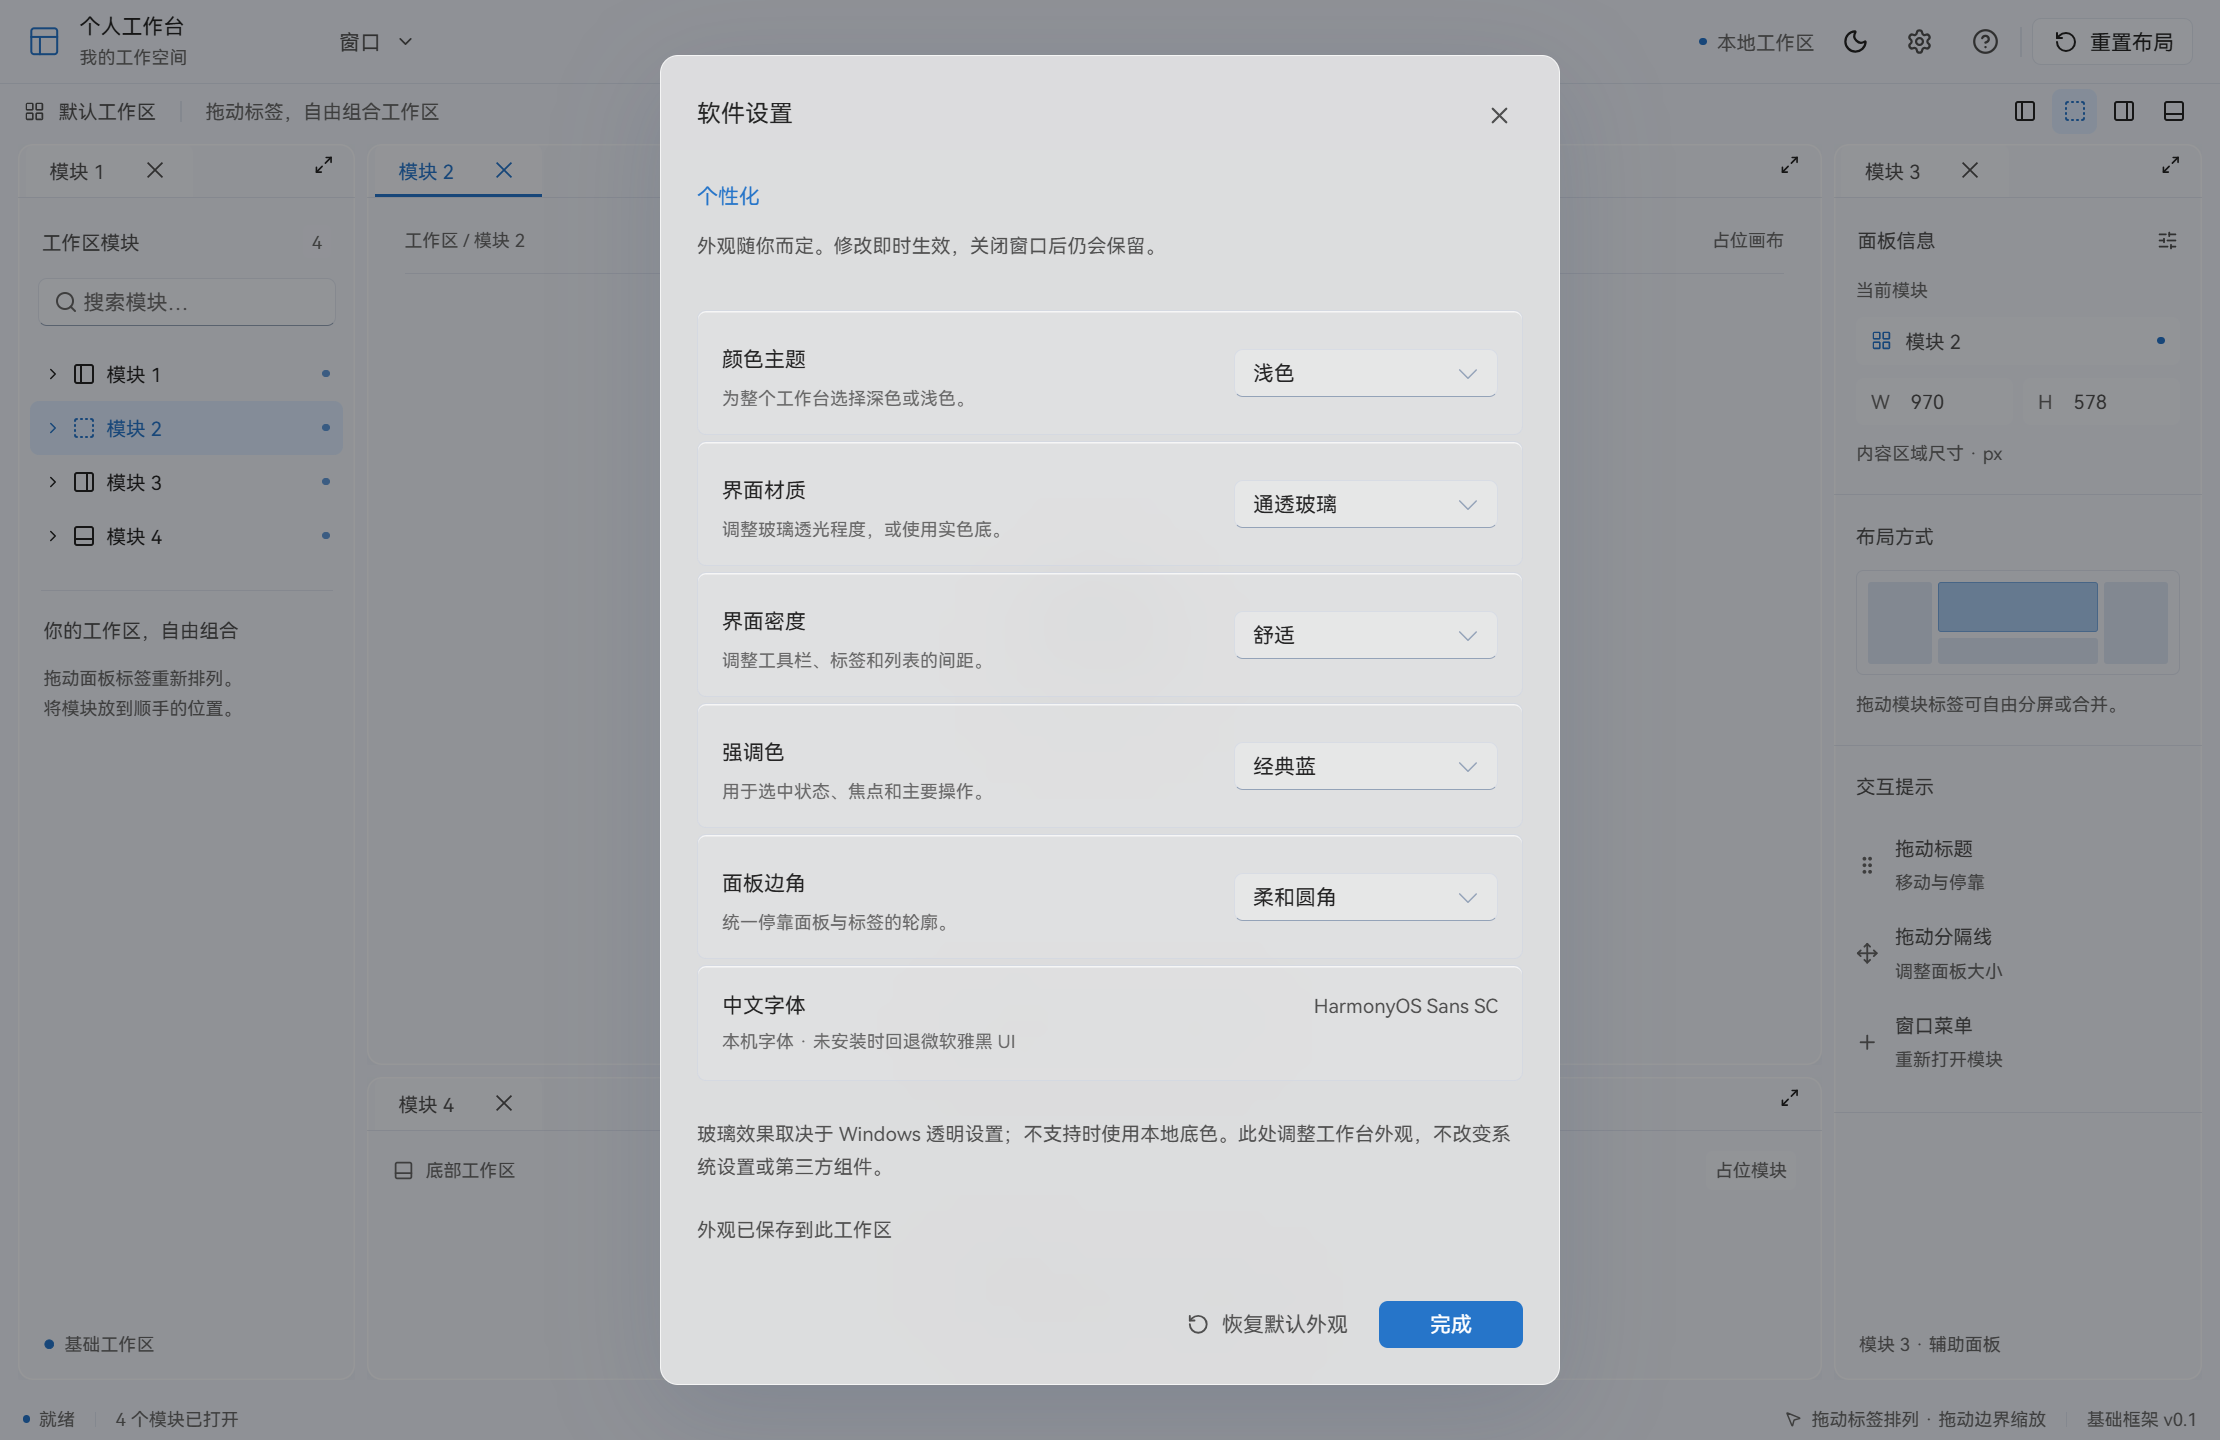 个人工作台
我的工作空间
窗口
本地工作区
重置布局
默认工作区
拖动标签，自由组合工作区
模块 1
工作区模块
4
搜索模块...
模块 1
模块 2
模块 3
模块 4
你的工作区，自由组合
拖动面板标签重新排列。
将模块放到顺手的位置。
基础工作区
模块 2
工作区 / 模块 2
占位画布
模块 4
底部工作区
占位模块
软件设置
个性化
外观随你而定。修改即时生效，关闭窗口后仍会保留。
颜色主题
为整个工作台选择深色或浅色。
浅色
界面材质
调整玻璃透光程度，或使用实色底。
通透玻璃
界面密度
调整工具栏、标签和列表的间距。
舒适
强调色
用于选中状态、焦点和主要操作。
经典蓝
面板边角
统一停靠面板与标签的轮廓。
柔和圆角
中文字体
HarmonyOS Sans SC
本机字体 · 未安装时回退微软雅黑 UI
玻璃效果取决于 Windows 透明设置；不支持时使用本地底色。此处调整工作台外观，不改变系
统设置或第三方组件。
外观已保存到此工作区
恢复默认外观
完成
模块 3
面板信息
当前模块
模块 2
W 970
H 578
内容区域尺寸 · px
布局方式
拖动模块标签可自由分屏或合并。
交互提示
拖动标题
移动与停靠
拖动分隔线
调整面板大小
窗口菜单
重新打开模块
模块 3 · 辅助面板
就绪
4 个模块已打开
拖动标签排列 · 拖动边界缩放
基础框架 v0.1